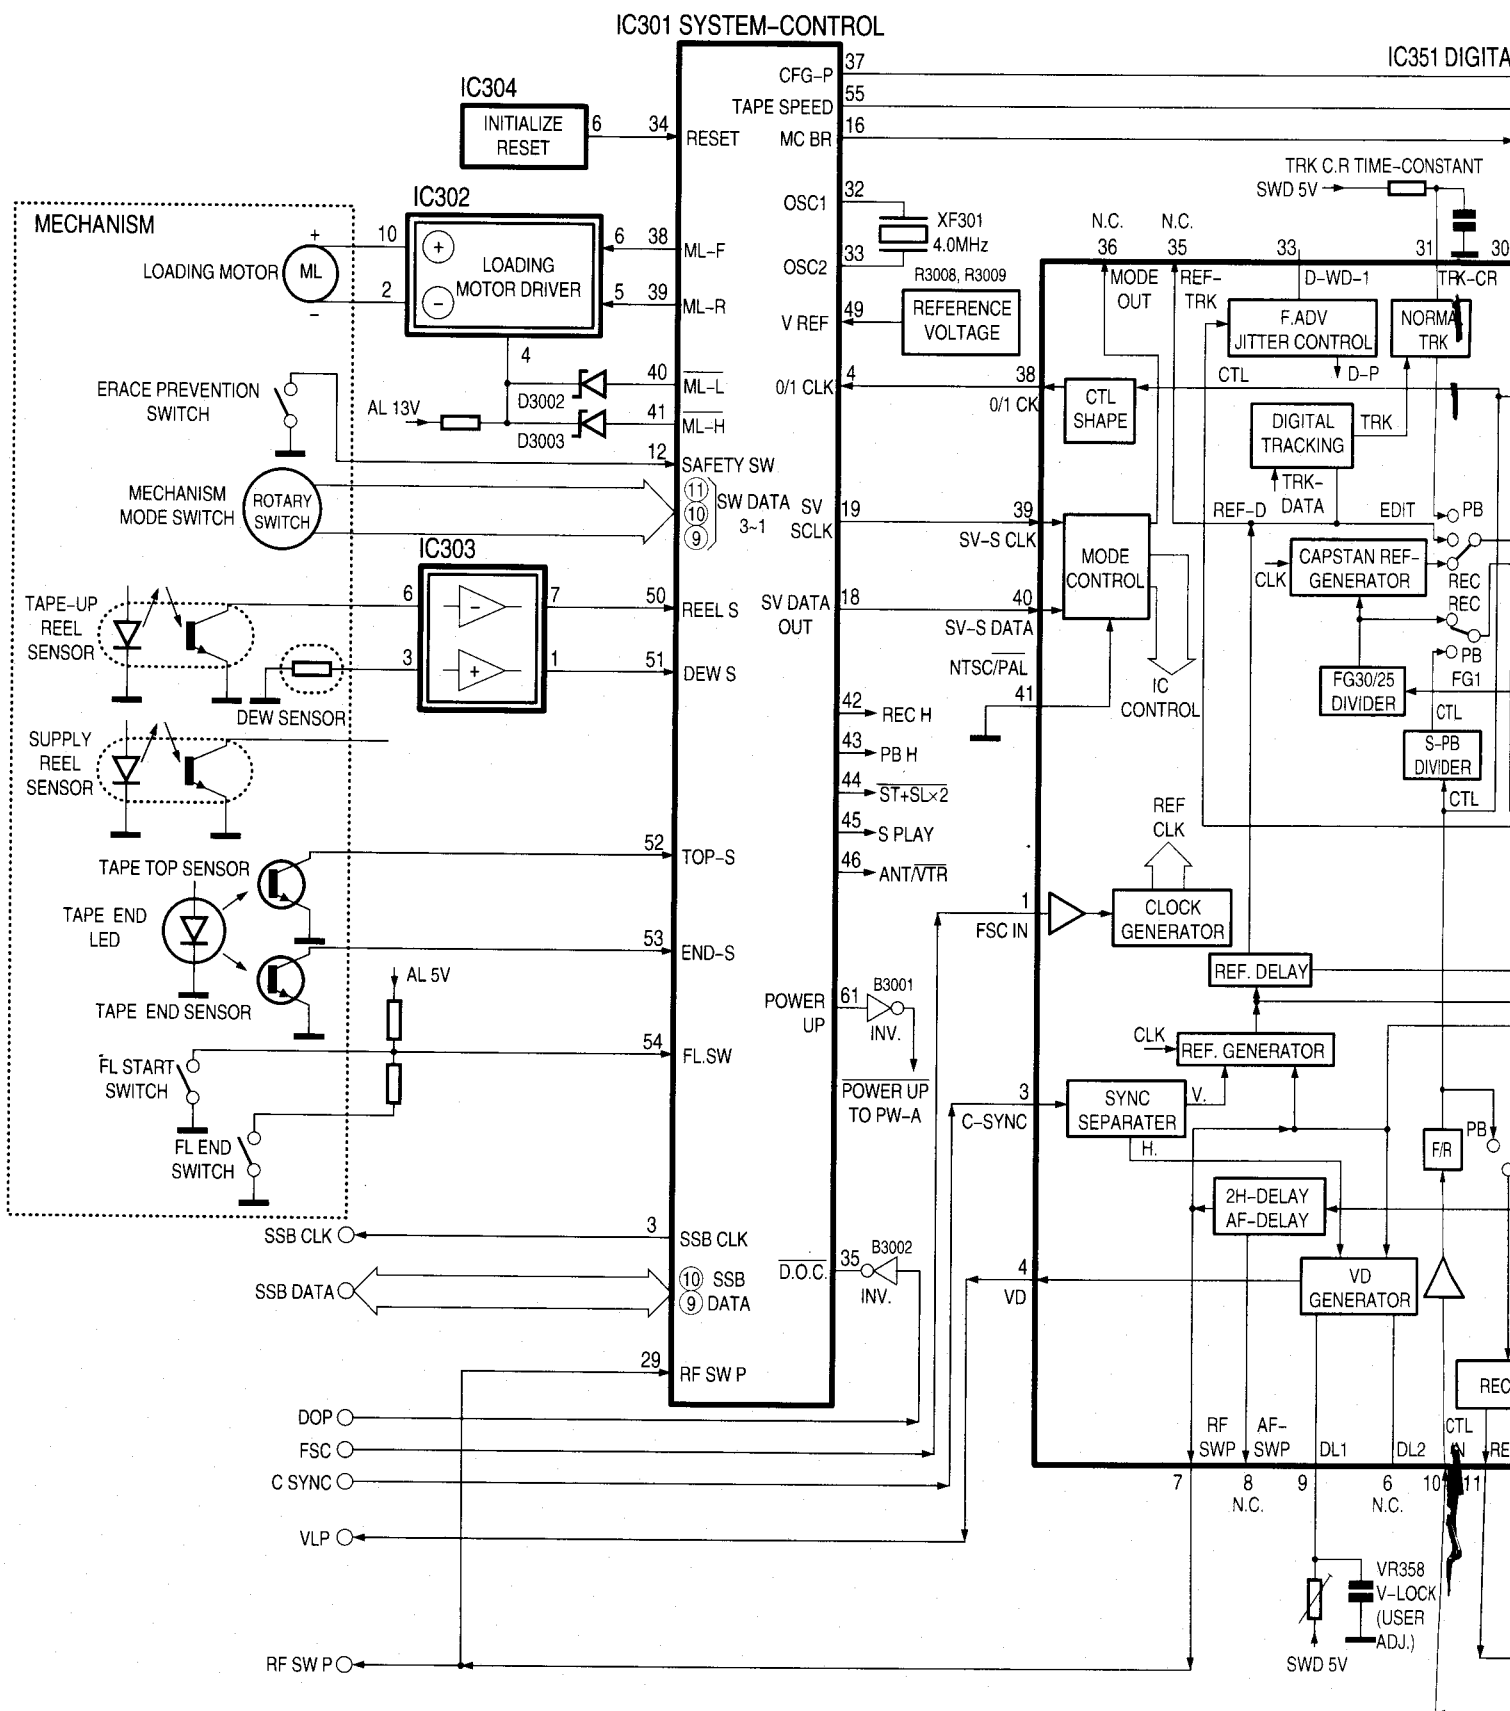 IC301 SYSTEM-CONTROL
IC351 DIGITA
IC304
INITIALIZE
RESET
6
34
RESET
CFG-P
37
TAPE SPEED
55
MC BR
16
OSC1
32
OSC2
33
XF301
4.0MHz
R3008, R3009
REFERENCE
VOLTAGE
V REF
49
MECHANISM
LOADING MOTOR
+
ML
-
10
2
IC302
+
-
LOADING
MOTOR DRIVER
6
38
ML-F
5
39
ML-R
4
40
ML-L
D3002
41
ML-H
D3003
AL 13V
ERACE PREVENTION
SWITCH
12
SAFETY SW
MECHANISM
MODE SWITCH
ROTARY
SWITCH
11
10
9
SW DATA
3~1
SV
SCLK
19
IC303
TAPE-UP
REEL
SENSOR
6
-
7
50
REEL S
DEW SENSOR
3
+
1
51
DEW S
SV DATA
OUT
18
SUPPLY
REEL
SENSOR
42
REC H
43
PB H
44
ST+SL×2
45
S PLAY
46
ANT/VTR
TAPE TOP SENSOR
52
TOP-S
TAPE END
LED
53
END-S
TAPE END SENSOR
AL 5V
POWER
UP
61
B3001
INV.
POWER UP
TO PW-A
FL START
SWITCH
54
FL.SW
FL END
SWITCH
SSB CLK
3
SSB CLK
SSB DATA
10
9
SSB
DATA
D.O.C.
35
B3002
INV.
29
RF SW P
DOP
FSC
C SYNC
VLP
RF SW P
TRK C.R TIME-CONSTANT
SWD 5V
N.C.
36
N.C.
35
33
31
30
MODE
OUT
REF-
TRK
D-WD-1
TRK-CR
F.ADV
JITTER CONTROL
NORMA
TRK
D-P
0/1 CLK
4
38
0/1 CK
CTL
SHAPE
CTL
DIGITAL
TRACKING
TRK
TRK-
DATA
REF-D
EDIT
PB
39
SV-S CLK
MODE
CONTROL
CLK
CAPSTAN REF-
GENERATOR
REC
REC
40
SV-S DATA
NTSC/PAL
41
IC
CONTROL
FG30/25
DIVIDER
PB
FG1
CTL
S-PB
DIVIDER
CTL
REF
CLK
1
FSC IN
CLOCK
GENERATOR
REF. DELAY
CLK
REF. GENERATOR
3
C-SYNC
SYNC
SEPARATER
V.
H.
F/R
PB
2H-DELAY
AF-DELAY
4
VD
VD
GENERATOR
REC
RF
SWP
AF-
SWP
DL1
DL2
CTL
RE
7
8
N.C.
9
6
N.C.
10
11
VR358
V-LOCK
(USER
ADJ.)
SWD 5V